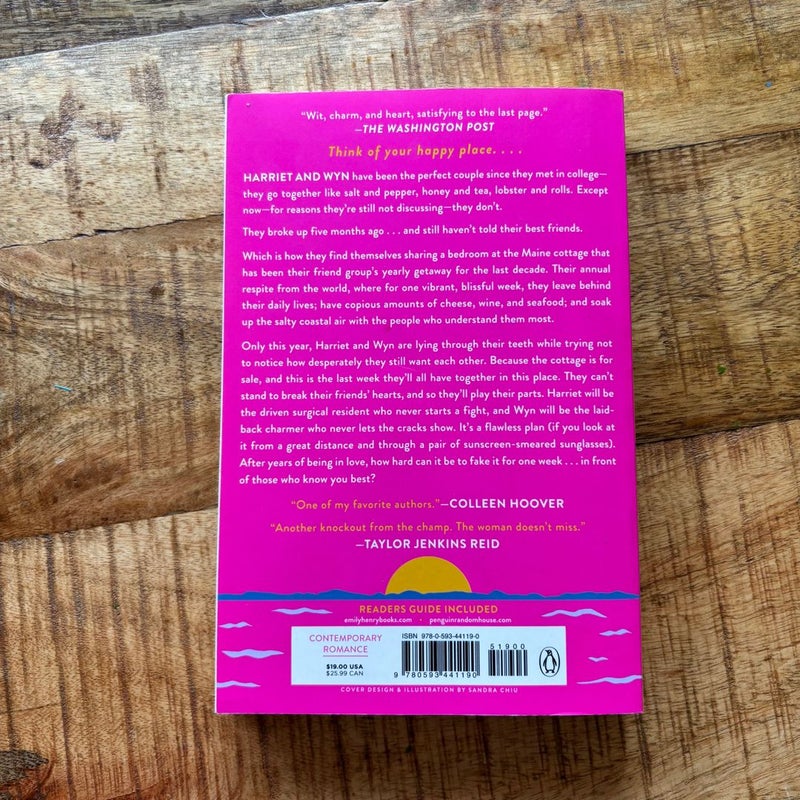 “Wit, charm, and heart, satisfying to the last page.”
—THE WASHINGTON POST
Think of your happy place. . . .
HARRIET AND WYN have been the perfect couple since they met in college—
they go together like salt and pepper, honey and tea, lobster and rolls. Except
now—for reasons they’re still not discussing—they don’t.
They broke up five months ago . . . and still haven’t told their best friends.
Which is how they find themselves sharing a bedroom at the Maine cottage that
has been their friend group’s yearly getaway for the last decade. Their annual
respite from the world, where for one vibrant, blissful week, they leave behind
their daily lives; have copious amounts of cheese, wine, and seafood; and soak
up the salty coastal air with the people who understand them most.
Only this year, Harriet and Wyn are lying through their teeth while trying not
to notice how desperately they still want each other. Because the cottage is for
sale, and this is the last week they’ll all have together in this place. They can’t
stand to break their friends’ hearts, and so they’ll play their parts. Harriet will be
the driven surgical resident who never starts a fight, and Wyn will be the laid-
back charmer who never lets the cracks show. It’s a flawless plan (if you look at
it from a great distance and through a pair of sunscreen-smeared sunglasses).
After years of being in love, how hard can it be to fake it for one week . . . in front
of those who know you best?
“One of my favorite authors.”—COLLEEN HOOVER
“Another knockout from the champ. The woman doesn’t miss.”
—TAYLOR JENKINS REID
READERS GUIDE INCLUDED
emilyhenrybooks.com • penguinrandomhouse.com
CONTEMPORARY
ROMANCE
$19.00 USA
$25.99 CAN
ISBN 978-0-593-44119-0
51900
9 780593 441190
COVER DESIGN & ILLUSTRATION BY SANDRA CHIU